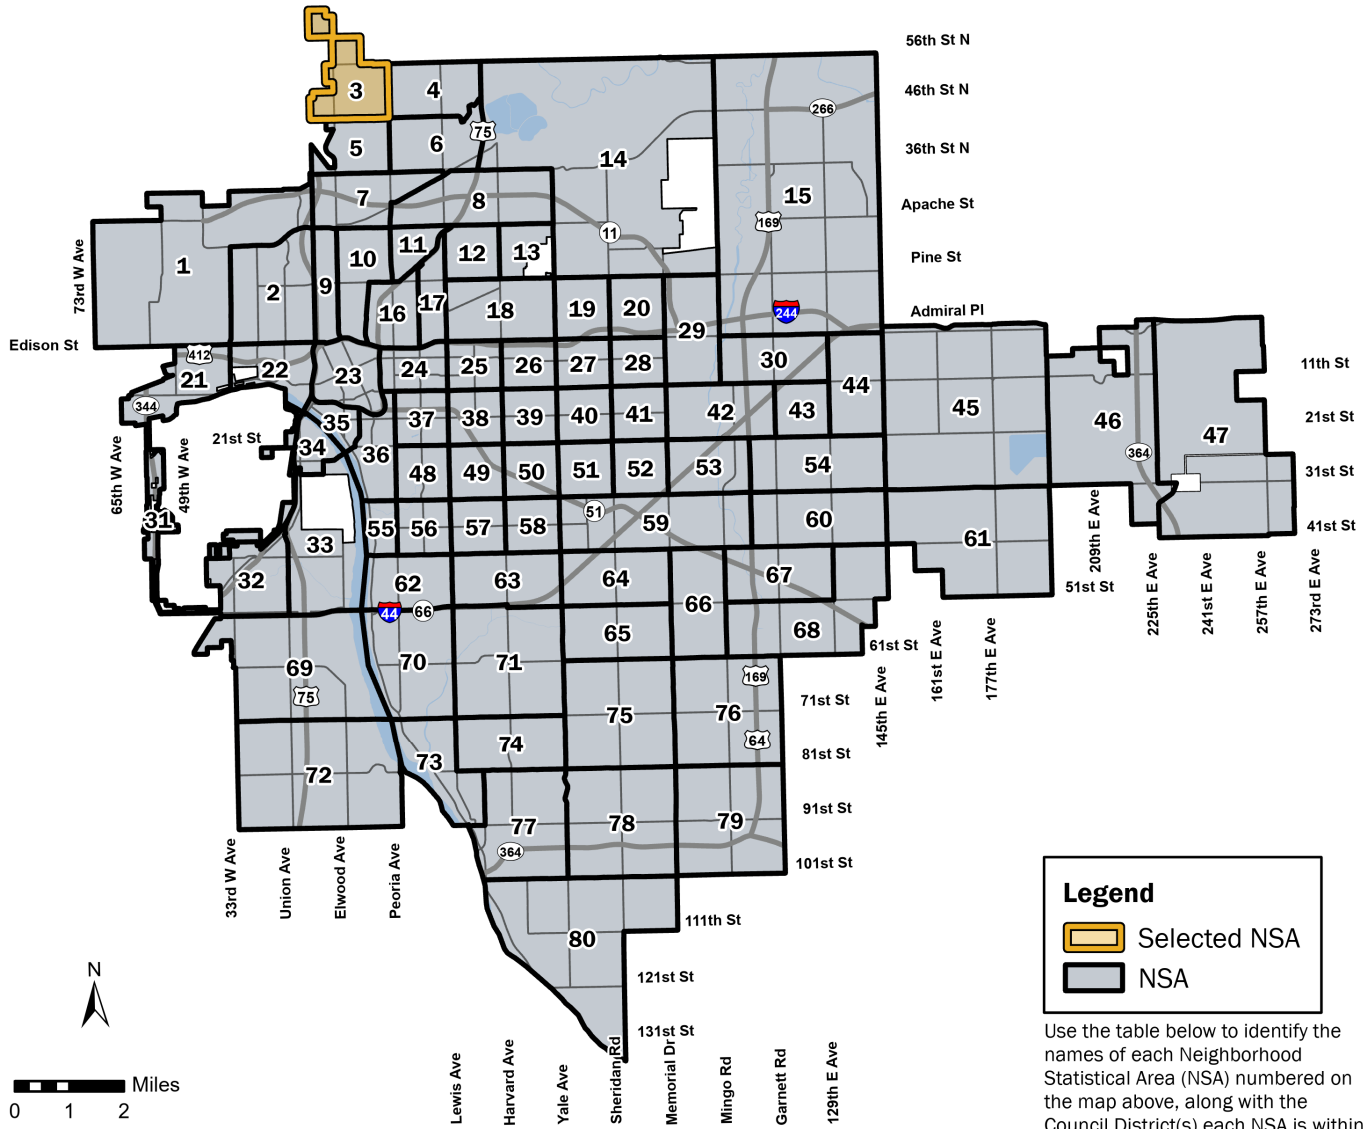 56th St N
46th St N
36th St N
Apache St
Pine St
Admiral Pl
11th St
21st St
31st St
41st St
51st St
61st St
71st St
81st St
91st St
101st St
111th St
121st St
131st St
Edison St
21st St
73rd W Ave
65th W Ave
49th W Ave
33rd W Ave
Union Ave
Elwood Ave
Peoria Ave
Lewis Ave
Harvard Ave
Yale Ave
Sheridan Rd
Memorial Dr
Mingo Rd
Garnett Rd
129th E Ave
145th E Ave
161st E Ave
177th E Ave
209th E Ave
225th E Ave
241st E Ave
257th E Ave
273rd E Ave
1
2
3
4
5
6
7
8
9
10
11
12
13
14
15
16
17
18
19
20
21
22
23
24
25
26
27
28
29
30
31
32
33
34
35
36
37
38
39
40
41
42
43
44
45
46
47
48
49
50
51
52
53
54
55
56
57
58
59
60
61
62
63
64
65
66
67
68
69
70
71
72
73
74
75
76
77
78
79
80
75
266
169
11
244
412
344
364
51
44
66
75
169
64
364
N
Miles
0 1 2
Legend
Selected NSA
NSA
Use the table below to identify the
names of each Neighborhood
Statistical Area (NSA) numbered on
the map above, along with the
Council District(s) each NSA is within